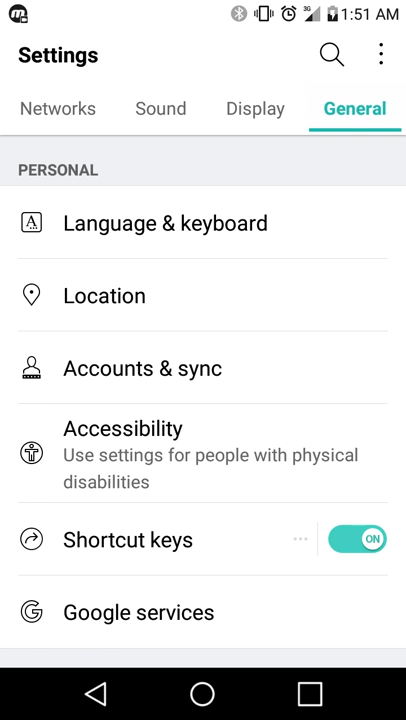 3G 1:51 AM
Settings
Networks Sound Display General
PERSONAL
A Language & keyboard
Location
Accounts & sync
Accessibility
Use settings for people with physical
disabilities
Shortcut keys ON
G Google services